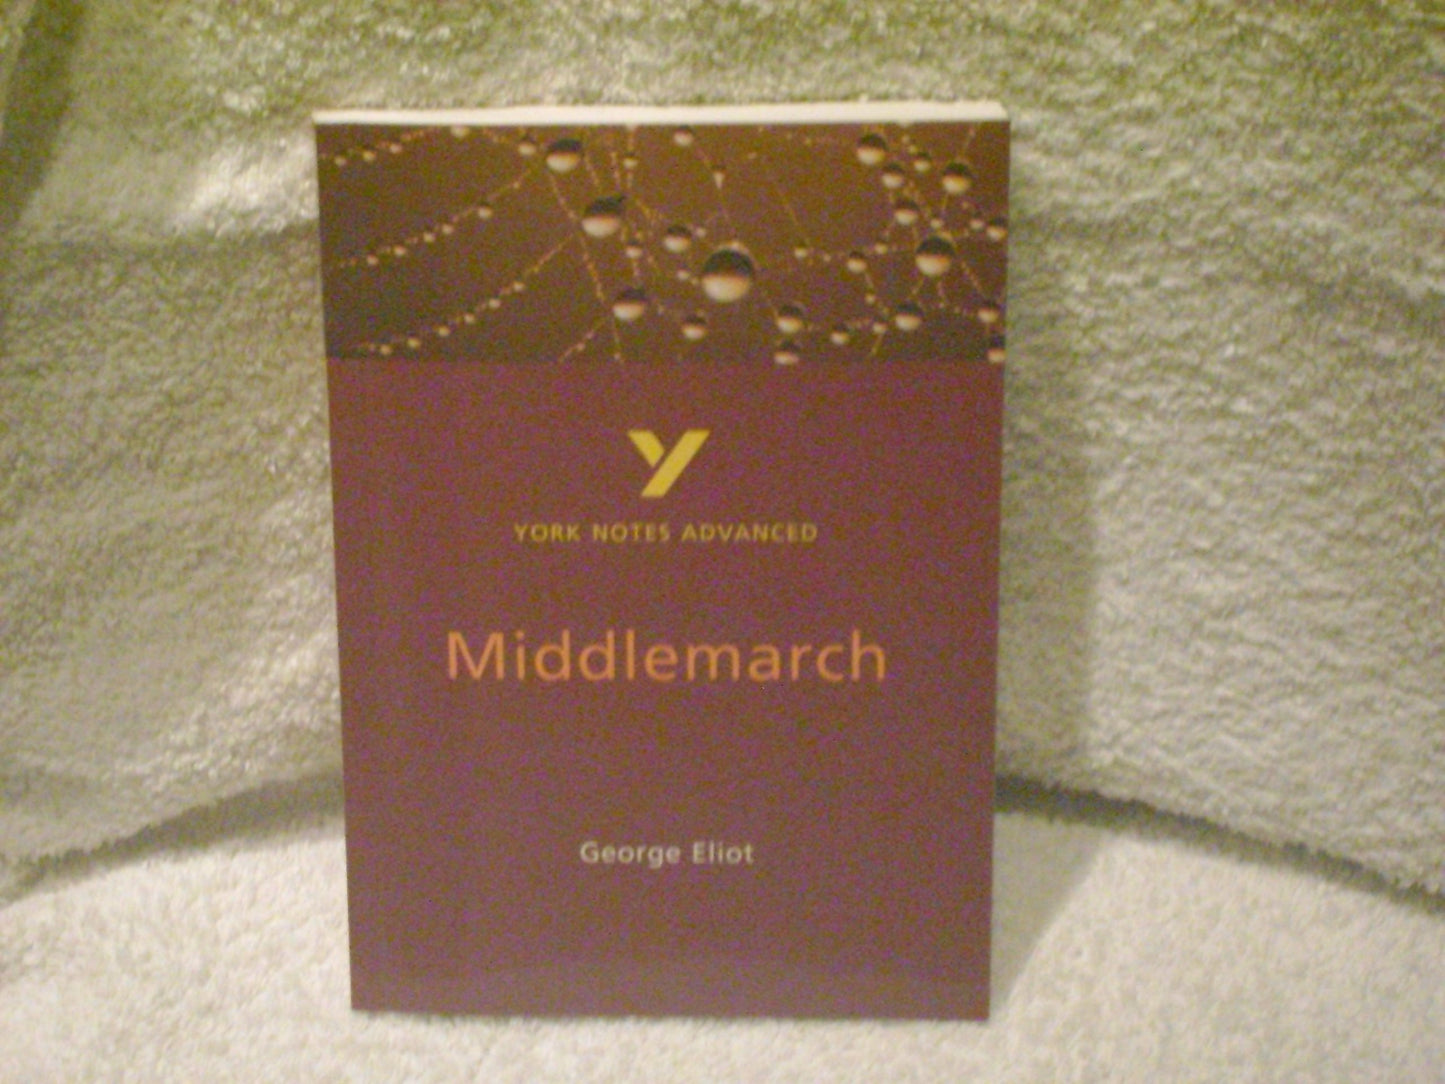 Y
YORK NOTES ADVANCED
Middlemarch
George Eliot